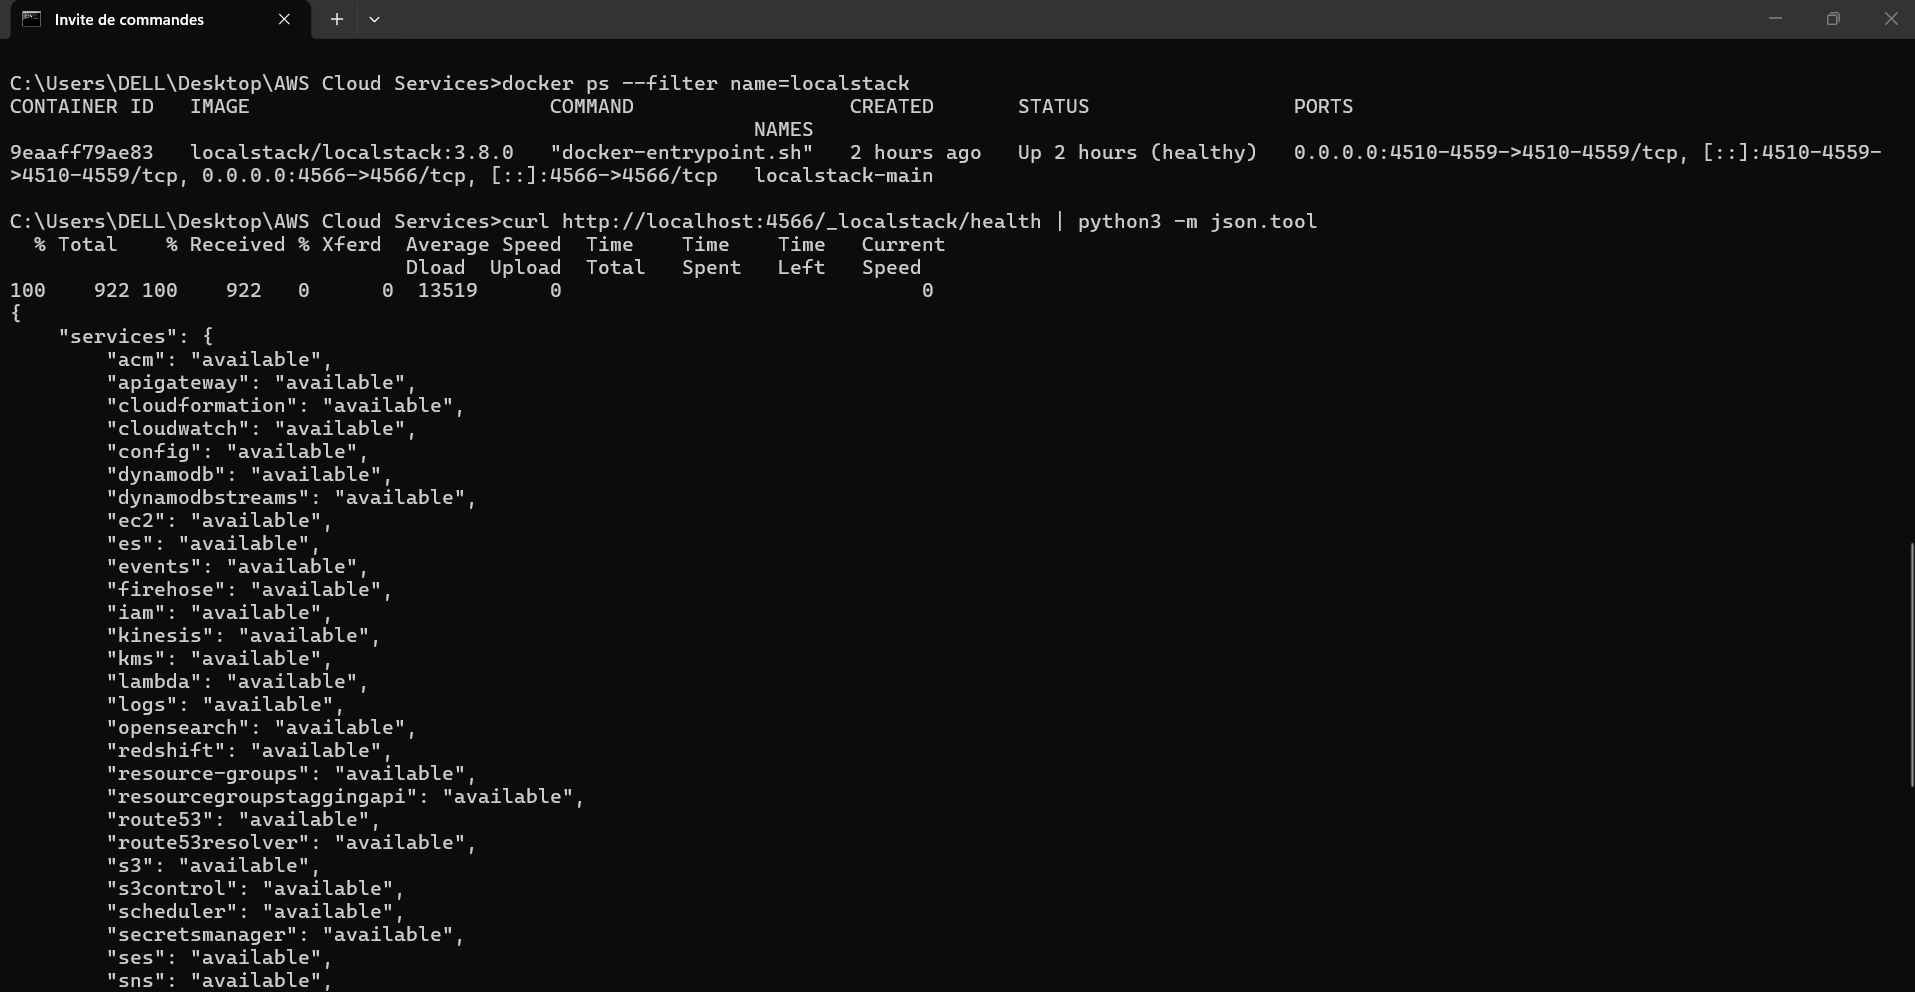 Invite de commandes
C:\Users\DELL\Desktop\AWS Cloud Services>docker ps --filter name=localstack
CONTAINER ID   IMAGE                         COMMAND                  CREATED       STATUS                 PORTS
                                                              NAMES
9eaaff79ae83   localstack/localstack:3.8.0   "docker-entrypoint.sh"   2 hours ago   Up 2 hours (healthy)   0.0.0.0:4510-4559->4510-4559/tcp, [::]:4510-4559-
>4510-4559/tcp, 0.0.0.0:4566->4566/tcp, [::]:4566->4566/tcp   localstack-main
C:\Users\DELL\Desktop\AWS Cloud Services>curl http://localhost:4566/_localstack/health | python3 -m json.tool
  % Total    % Received % Xferd  Average Speed  Time    Time    Time   Current
                                 Dload  Upload  Total   Spent   Left   Speed
100    922 100    922   0      0  13519      0                              0
{
    "services": {
        "acm": "available",
        "apigateway": "available",
        "cloudformation": "available",
        "cloudwatch": "available",
        "config": "available",
        "dynamodb": "available",
        "dynamodbstreams": "available",
        "ec2": "available",
        "es": "available",
        "events": "available",
        "firehose": "available",
        "iam": "available",
        "kinesis": "available",
        "kms": "available",
        "lambda": "available",
        "logs": "available",
        "opensearch": "available",
        "redshift": "available",
        "resource-groups": "available",
        "resourcegroupstaggingapi": "available",
        "route53": "available",
        "route53resolver": "available",
        "s3": "available",
        "s3control": "available",
        "scheduler": "available",
        "secretsmanager": "available",
        "ses": "available",
        "sns": "available",